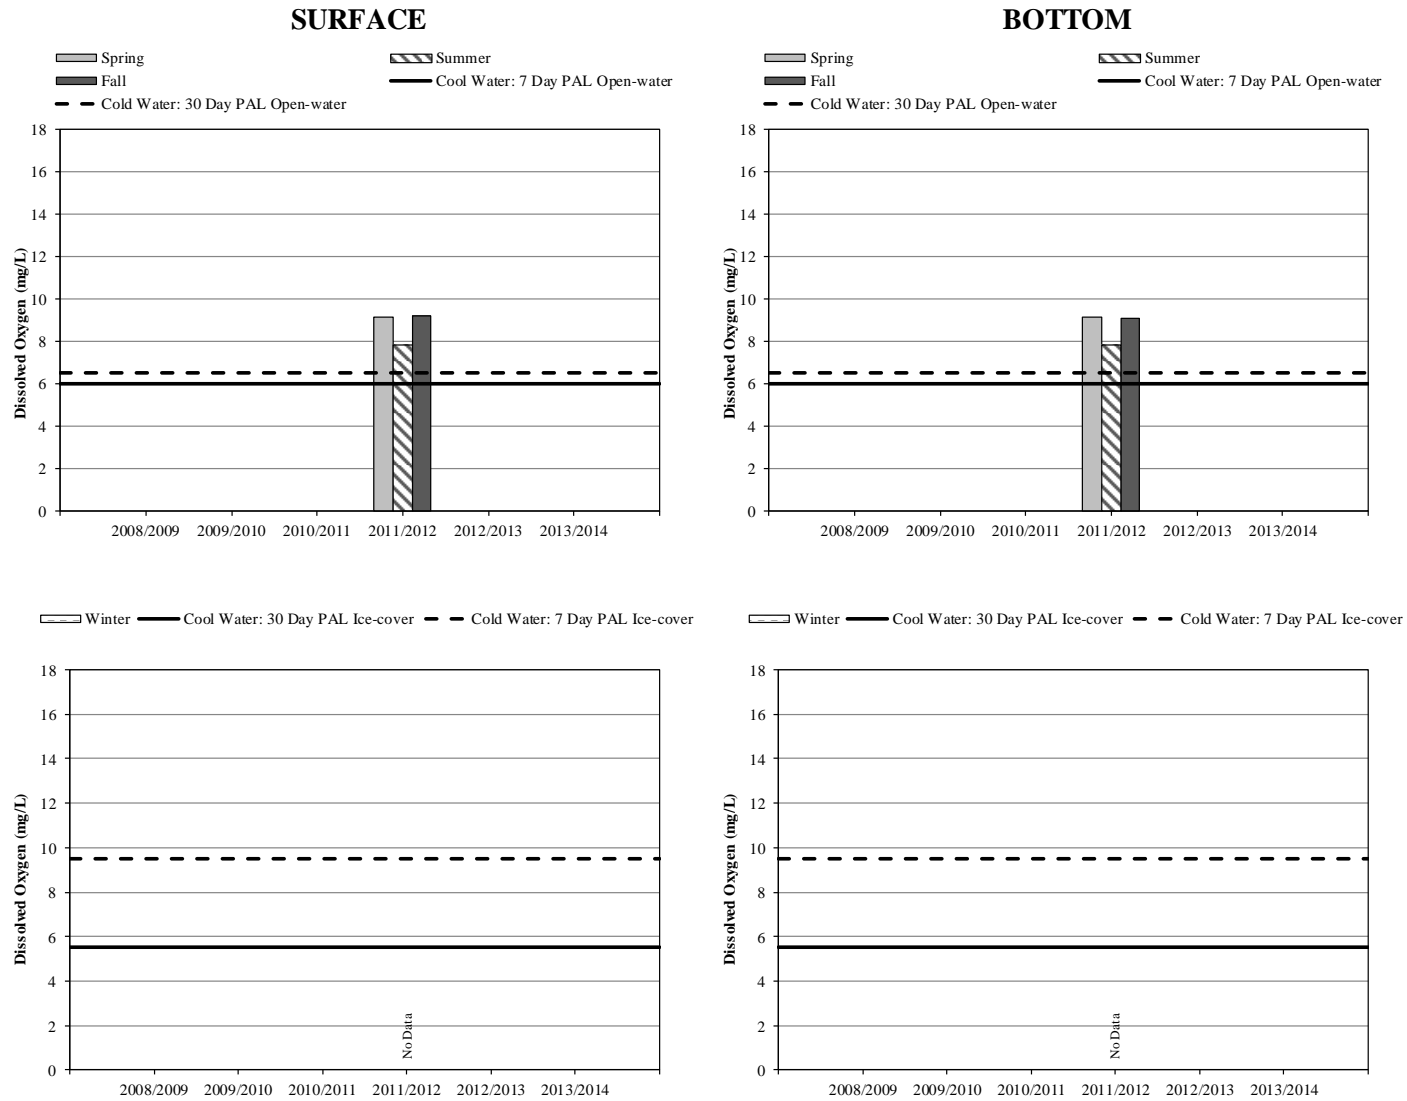 SURFACE
Spring
Summer
Fall
Cool Water: 7 Day PAL Open-water
Cold Water: 30 Day PAL Open-water
18
16
14
12
10
8
6
4
2
0
Dissolved Oxygen (mg/L)
2008/2009 2009/2010 2010/2011 2011/2012 2012/2013 2013/2014
BOTTOM
Spring
Summer
Fall
Cool Water: 7 Day PAL Open-water
Cold Water: 30 Day PAL Open-water
18
16
14
12
10
8
6
4
2
0
Dissolved Oxygen (mg/L)
2008/2009 2009/2010 2010/2011 2011/2012 2012/2013 2013/2014
Winter Cool Water: 30 Day PAL Ice-cover Cold Water: 7 Day PAL Ice-cover
18
16
14
12
10
8
6
4
2
0
Dissolved Oxygen (mg/L)
No Data
2008/2009 2009/2010 2010/2011 2011/2012 2012/2013 2013/2014
Winter Cool Water: 30 Day PAL Ice-cover Cold Water: 7 Day PAL Ice-cover
18
16
14
12
10
8
6
4
2
0
Dissolved Oxygen (mg/L)
No Data
2008/2009 2009/2010 2010/2011 2011/2012 2012/2013 2013/2014